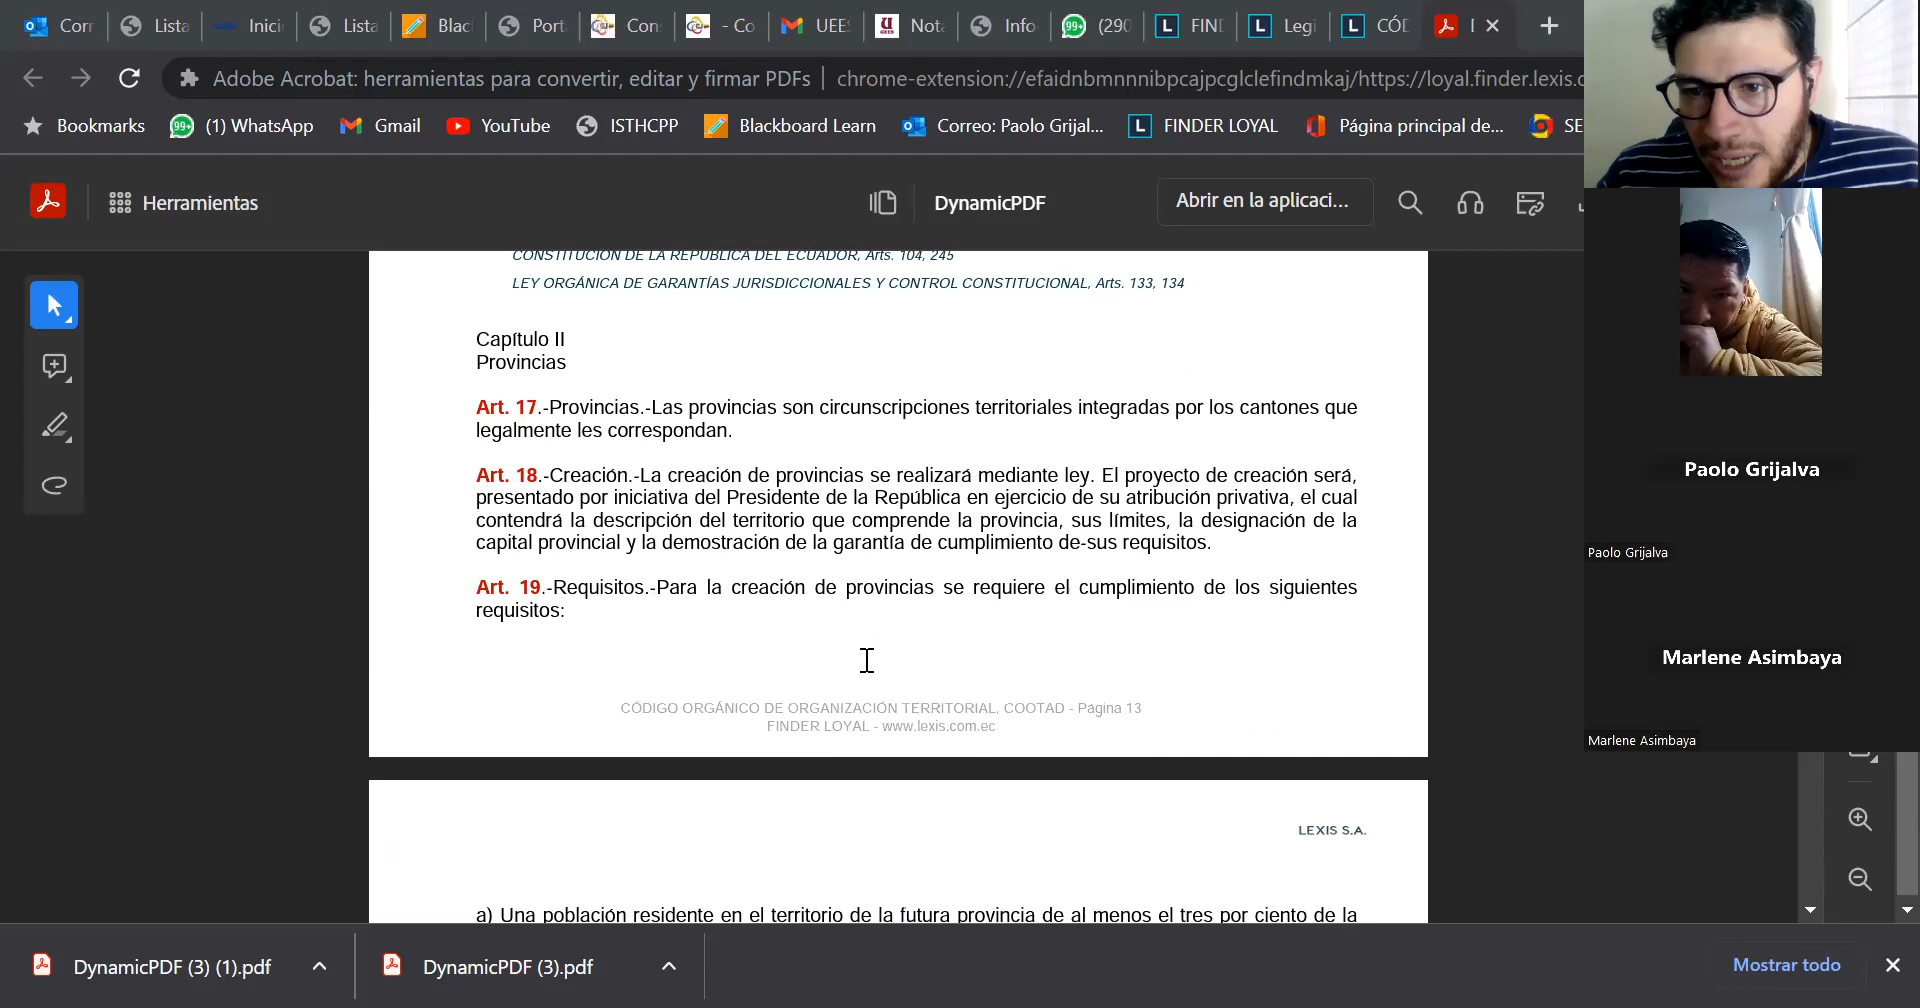 Corr
Lista
Inici
Lista
Blac
Port
Con
- Co
UEES
Nota
Info
(290
FIND
Legi
CÓD
Adobe Acrobat: herramientas para convertir, editar y firmar PDFs
chrome-extension://efaidnbmnnnibpcajpcglclefindmkaj/https://loyal.finder.lexis.c
Bookmarks
(1) WhatsApp
Gmail
YouTube
ISTHCPP
Blackboard Learn
Correo: Paolo Grijal...
FINDER LOYAL
Página principal de...
SE
Herramientas
DynamicPDF
Abrir en la aplicaci...
CONSTITUCION DE LA REPUBLICA DEL ECUADOR, Arts. 104, 245
LEY ORGÁNICA DE GARANTÍAS JURISDICCIONALES Y CONTROL CONSTITUCIONAL, Arts. 133, 134
Capítulo II
Provincias
Art. 17.-Provincias.-Las provincias son circunscripciones territoriales integradas por los cantones que
legalmente les correspondan.
Art. 18.-Creación.-La creación de provincias se realizará mediante ley. El proyecto de creación será,
presentado por iniciativa del Presidente de la República en ejercicio de su atribución privativa, el cual
contendrá la descripción del territorio que comprende la provincia, sus límites, la designación de la
capital provincial y la demostración de la garantía de cumplimiento de-sus requisitos.
Art. 19.-Requisitos.-Para la creación de provincias se requiere el cumplimiento de los siguientes
requisitos:
CÓDIGO ORGÁNICO DE ORGANIZACIÓN TERRITORIAL, COOTAD - Página 13
FINDER LOYAL - www.lexis.com.ec
LEXIS S.A.
a) Una población residente en el territorio de la futura provincia de al menos el tres por ciento de la
Paolo Grijalva
Paolo Grijalva
Marlene Asimbaya
Marlene Asimbaya
DynamicPDF (3) (1).pdf
DynamicPDF (3).pdf
Mostrar todo